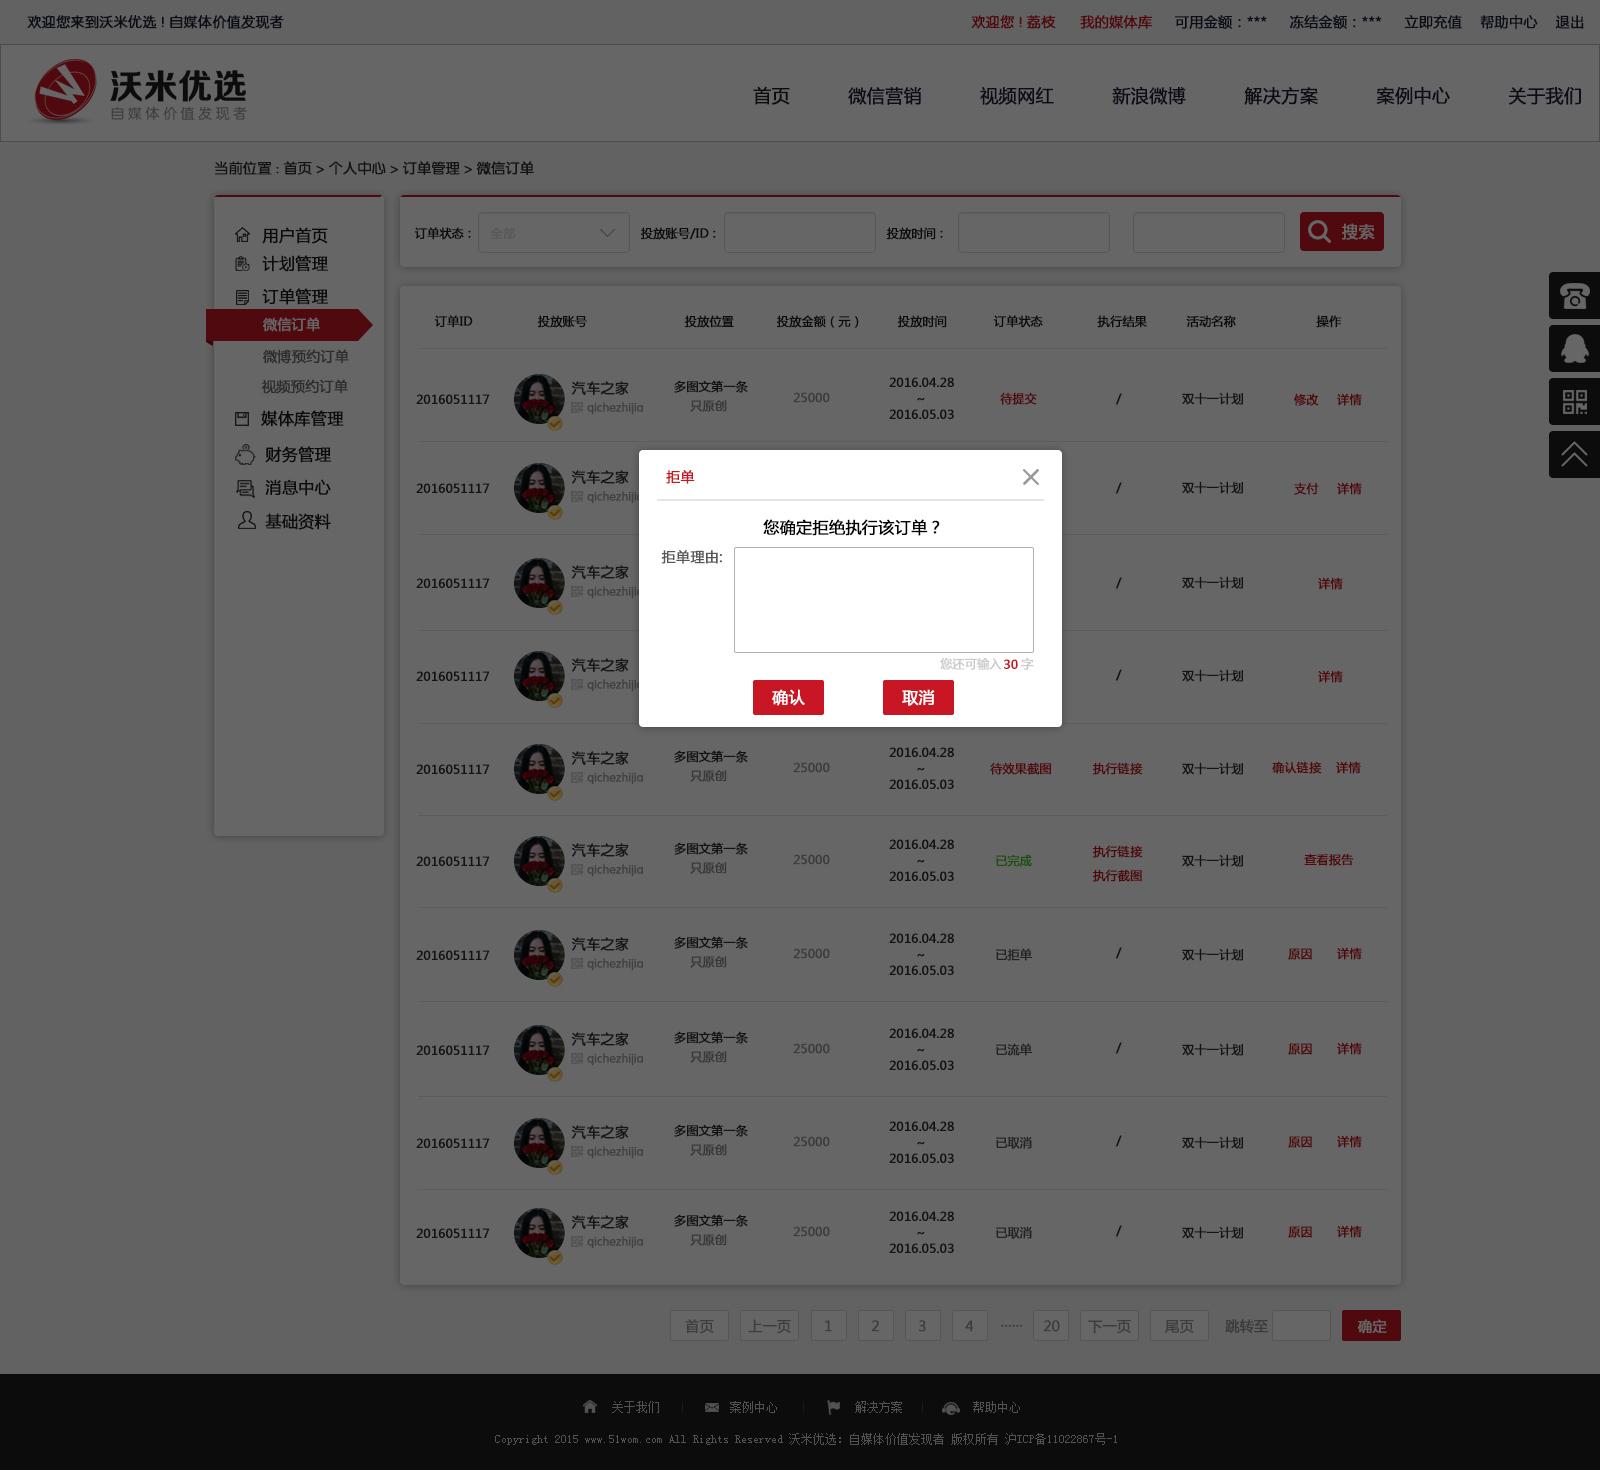 欢迎您来到沃米优选！自媒体价值发现者 欢迎您！荔枝 我的媒体库 可用金额：*** 冻结金额：*** 立即充值 帮助中心 退出
沃米优选
自媒体价值发现者
首页 微信营销 视频网红 新浪微博 解决方案 案例中心 关于我们
当前位置 : 首页 > 个人中心 > 订单管理 > 微信订单
用户首页
计划管理
订单管理
微信订单
微博预约订单
视频预约订单
媒体库管理
财务管理
消息中心
基础资料
订单状态： 全部 投放账号/ID： 投放时间： 搜索
订单ID 投放账号 投放位置 投放金额（元） 投放时间 订单状态 执行结果 活动名称 操作
2016051117 汽车之家 qichezhijia 多图文第一条 只原创 25000 2016.04.28 ~ 2016.05.03 待提交 / 双十一计划 修改 详情
2016051117 汽车之家 qichezhijia / 双十一计划 支付 详情
2016051117 汽车之家 qichezhijia / 双十一计划 详情
2016051117 汽车之家 qichezhijia / 双十一计划 详情
2016051117 汽车之家 qichezhijia 多图文第一条 只原创 25000 2016.04.28 ~ 2016.05.03 待效果截图 执行链接 双十一计划 确认链接 详情
2016051117 汽车之家 qichezhijia 多图文第一条 只原创 25000 2016.04.28 ~ 2016.05.03 已完成 执行链接 执行截图 双十一计划 查看报告
2016051117 汽车之家 qichezhijia 多图文第一条 只原创 25000 2016.04.28 ~ 2016.05.03 已拒单 / 双十一计划 原因 详情
2016051117 汽车之家 qichezhijia 多图文第一条 只原创 25000 2016.04.28 ~ 2016.05.03 已流单 / 双十一计划 原因 详情
2016051117 汽车之家 qichezhijia 多图文第一条 只原创 25000 2016.04.28 ~ 2016.05.03 已取消 / 双十一计划 原因 详情
2016051117 汽车之家 qichezhijia 多图文第一条 只原创 25000 2016.04.28 ~ 2016.05.03 已取消 / 双十一计划 原因 详情
拒单
您确定拒绝执行该订单？
拒单理由:
您还可输入 30 字
确认 取消
首页 上一页 1 2 3 4 ······ 20 下一页 尾页 跳转至 确定
关于我们 案例中心 解决方案 帮助中心
Copyright 2015 www.51wom.com All Rights Reserved 沃米优选: 自媒体价值发现者 版权所有 沪ICP备11022867号-1